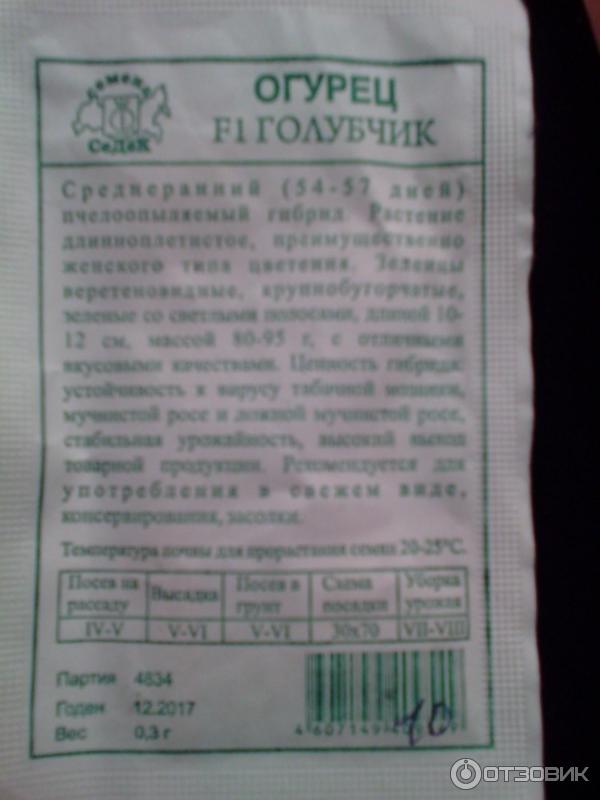 семена
СеДеК
ОГУРЕЦ
F1 ГОЛУБЧИК
Среднеранний (54-57 дней)
пчелоопыляемый гибрид. Растение
длинноплетистое, преимущественно
женского типа цветения. Зеленцы
веретеновидные, крупнобугорчатые,
зеленые со светлыми полосами, длиной 10-
12 см, массой 80-95 г, с отличными
вкусовыми качествами. Ценность гибрида:
устойчивость к вирусу табачной мозаики,
мучнистой росе и ложной мучнистой росе,
стабильная урожайность, высокий выход
товарной продукции. Рекомендуется для
употребления в свежем виде,
консервирования, засолки.
Температура почвы для прорастания семян 20-25°С.
Посев на рассаду Высадка Посев в грунт Схема посадки Уборка урожая
IV-V V-VI V-VI 30х70 VII-VIII
Партия 4834
Годен 12.2017
Вес 0,3 г
4 607149 40
10
ОТЗОВИК